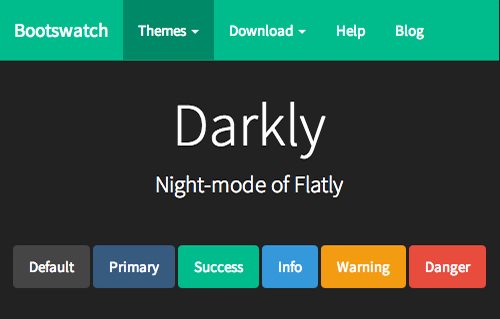 Bootswatch Themes Download Help Blog
Darkly
Night-mode of Flatly
Default Primary Success Info Warning Danger